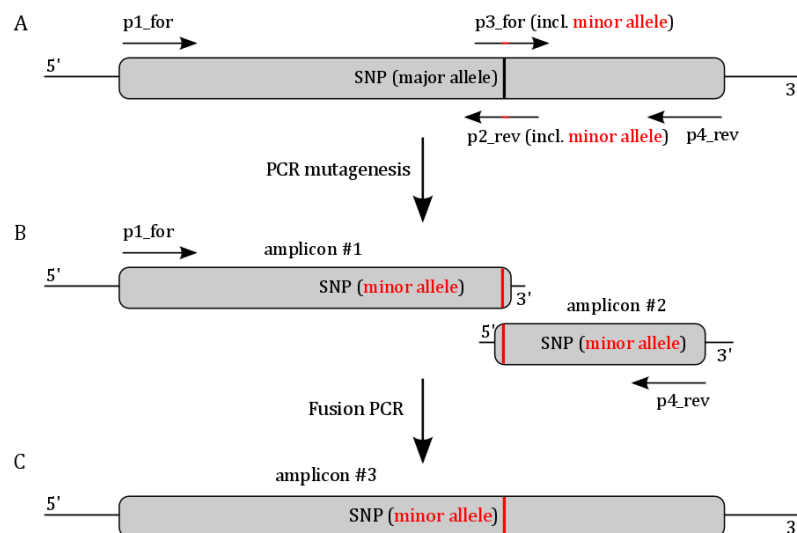 A
p1_for
p3_for (incl. minor allele)
5'
SNP (major allele)
3'
p2_rev (incl. minor allele)
p4_rev
PCR mutagenesis
B
p1_for
amplicon #1
5'
SNP (minor allele)
3'
amplicon #2
5'
SNP (minor allele)
3'
p4_rev
Fusion PCR
C
amplicon #3
5'
SNP (minor allele)
3